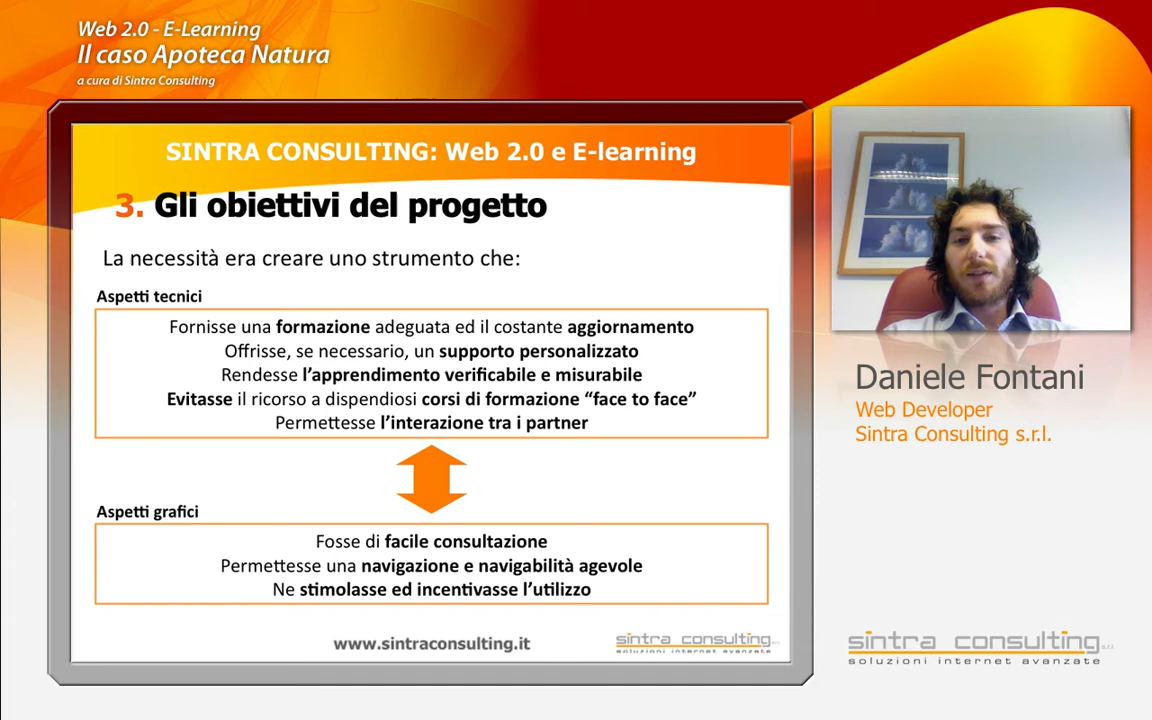 Web 2.0 - E-Learning
Il caso Apoteca Natura
a cura di Sintra Consulting
SINTRA CONSULTING: Web 2.0 e E-learning
3. Gli obiettivi del progetto
La necessità era creare uno strumento che:
Aspetti tecnici
Fornisse una formazione adeguata ed il costante aggiornamento
Offrisse, se necessario, un supporto personalizzato
Rendesse l’apprendimento verificabile e misurabile
Evitasse il ricorso a dispendiosi corsi di formazione “face to face”
Permettesse l’interazione tra i partner
Aspetti grafici
Fosse di facile consultazione
Permettesse una navigazione e navigabilità agevole
Ne stimolasse ed incentivasse l’utilizzo
www.sintraconsulting.it
sintra consulting
soluzioni internet avanzate
Daniele Fontani
Web Developer
Sintra Consulting s.r.l.
sintra consulting s.r.l.
soluzioni internet avanzate